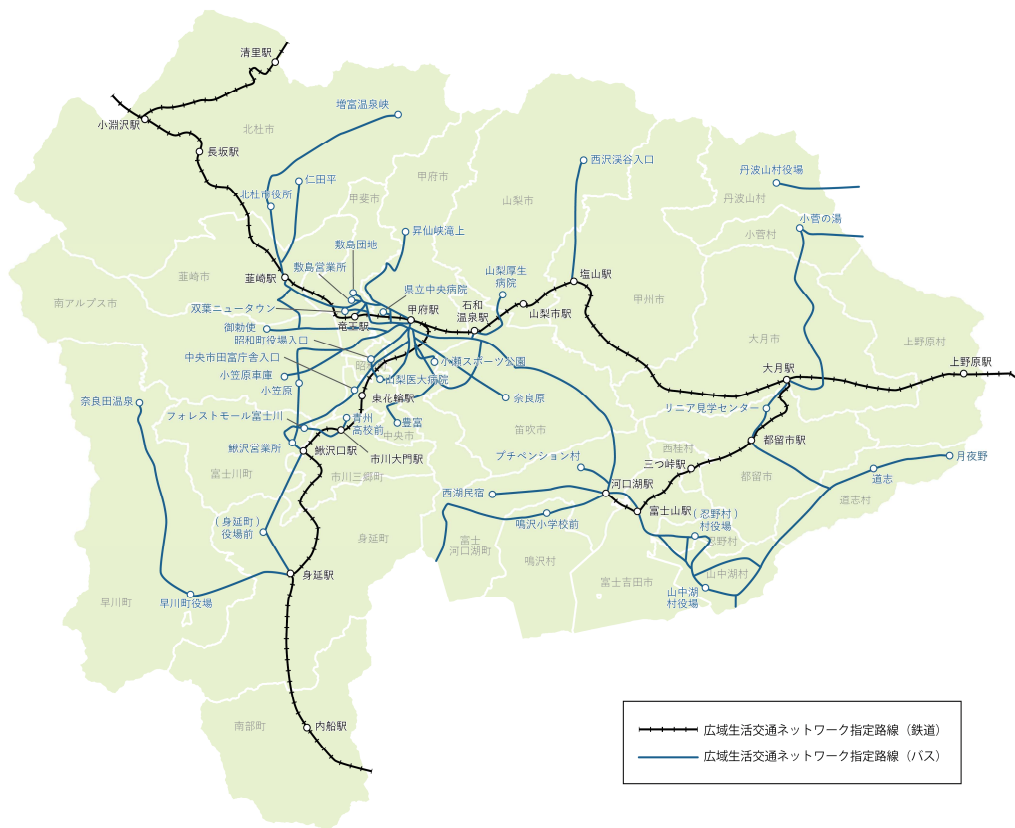 清里駅
小淵沢駅
増富温泉峡
北杜市
長坂駅
西沢渓谷入口
丹波山村役場
仁田平
甲府市
北杜市役所
甲斐市
山梨市
丹波山村
小菅の湯
小菅村
昇仙峡滝上
敷島団地
韮崎市
韮崎駅
敷島営業所
山梨厚生
病院
塩山駅
県立中央病院
甲州市
南アルプス市
双葉ニュータウン
甲府駅
石和
温泉駅
山梨市駅
竜王駅
御勅使
昭和町役場入口
大月市
上野原市
中央市田富庁舎入口
小瀬スポーツ公園
大月駅
上野原駅
小笠原車庫
山梨医大病院
小笠原
奈良田温泉
東花輪駅
奈良原
リニア見学センター
フォレストモール富士川
青州
高校前
豊富
中央市
笛吹市
都留市駅
鰍沢営業所
鰍沢口駅
市川大門駅
プチペンション村
西桂村
三つ峠駅
月夜野
富士川町
市川三郷町
河口湖駅
都留市
道志
西湖民宿
道志村
(身延町)
役場前
鳴沢小学校前
富士山駅
(忍野村)
村役場
忍野村
身延町
富士
河口湖町
鳴沢村
富士吉田市
山中湖村
身延駅
早川町
早川町役場
山中湖
村役場
南部町
内船駅
広域生活交通ネットワーク指定路線（鉄道）
広域生活交通ネットワーク指定路線（バス）